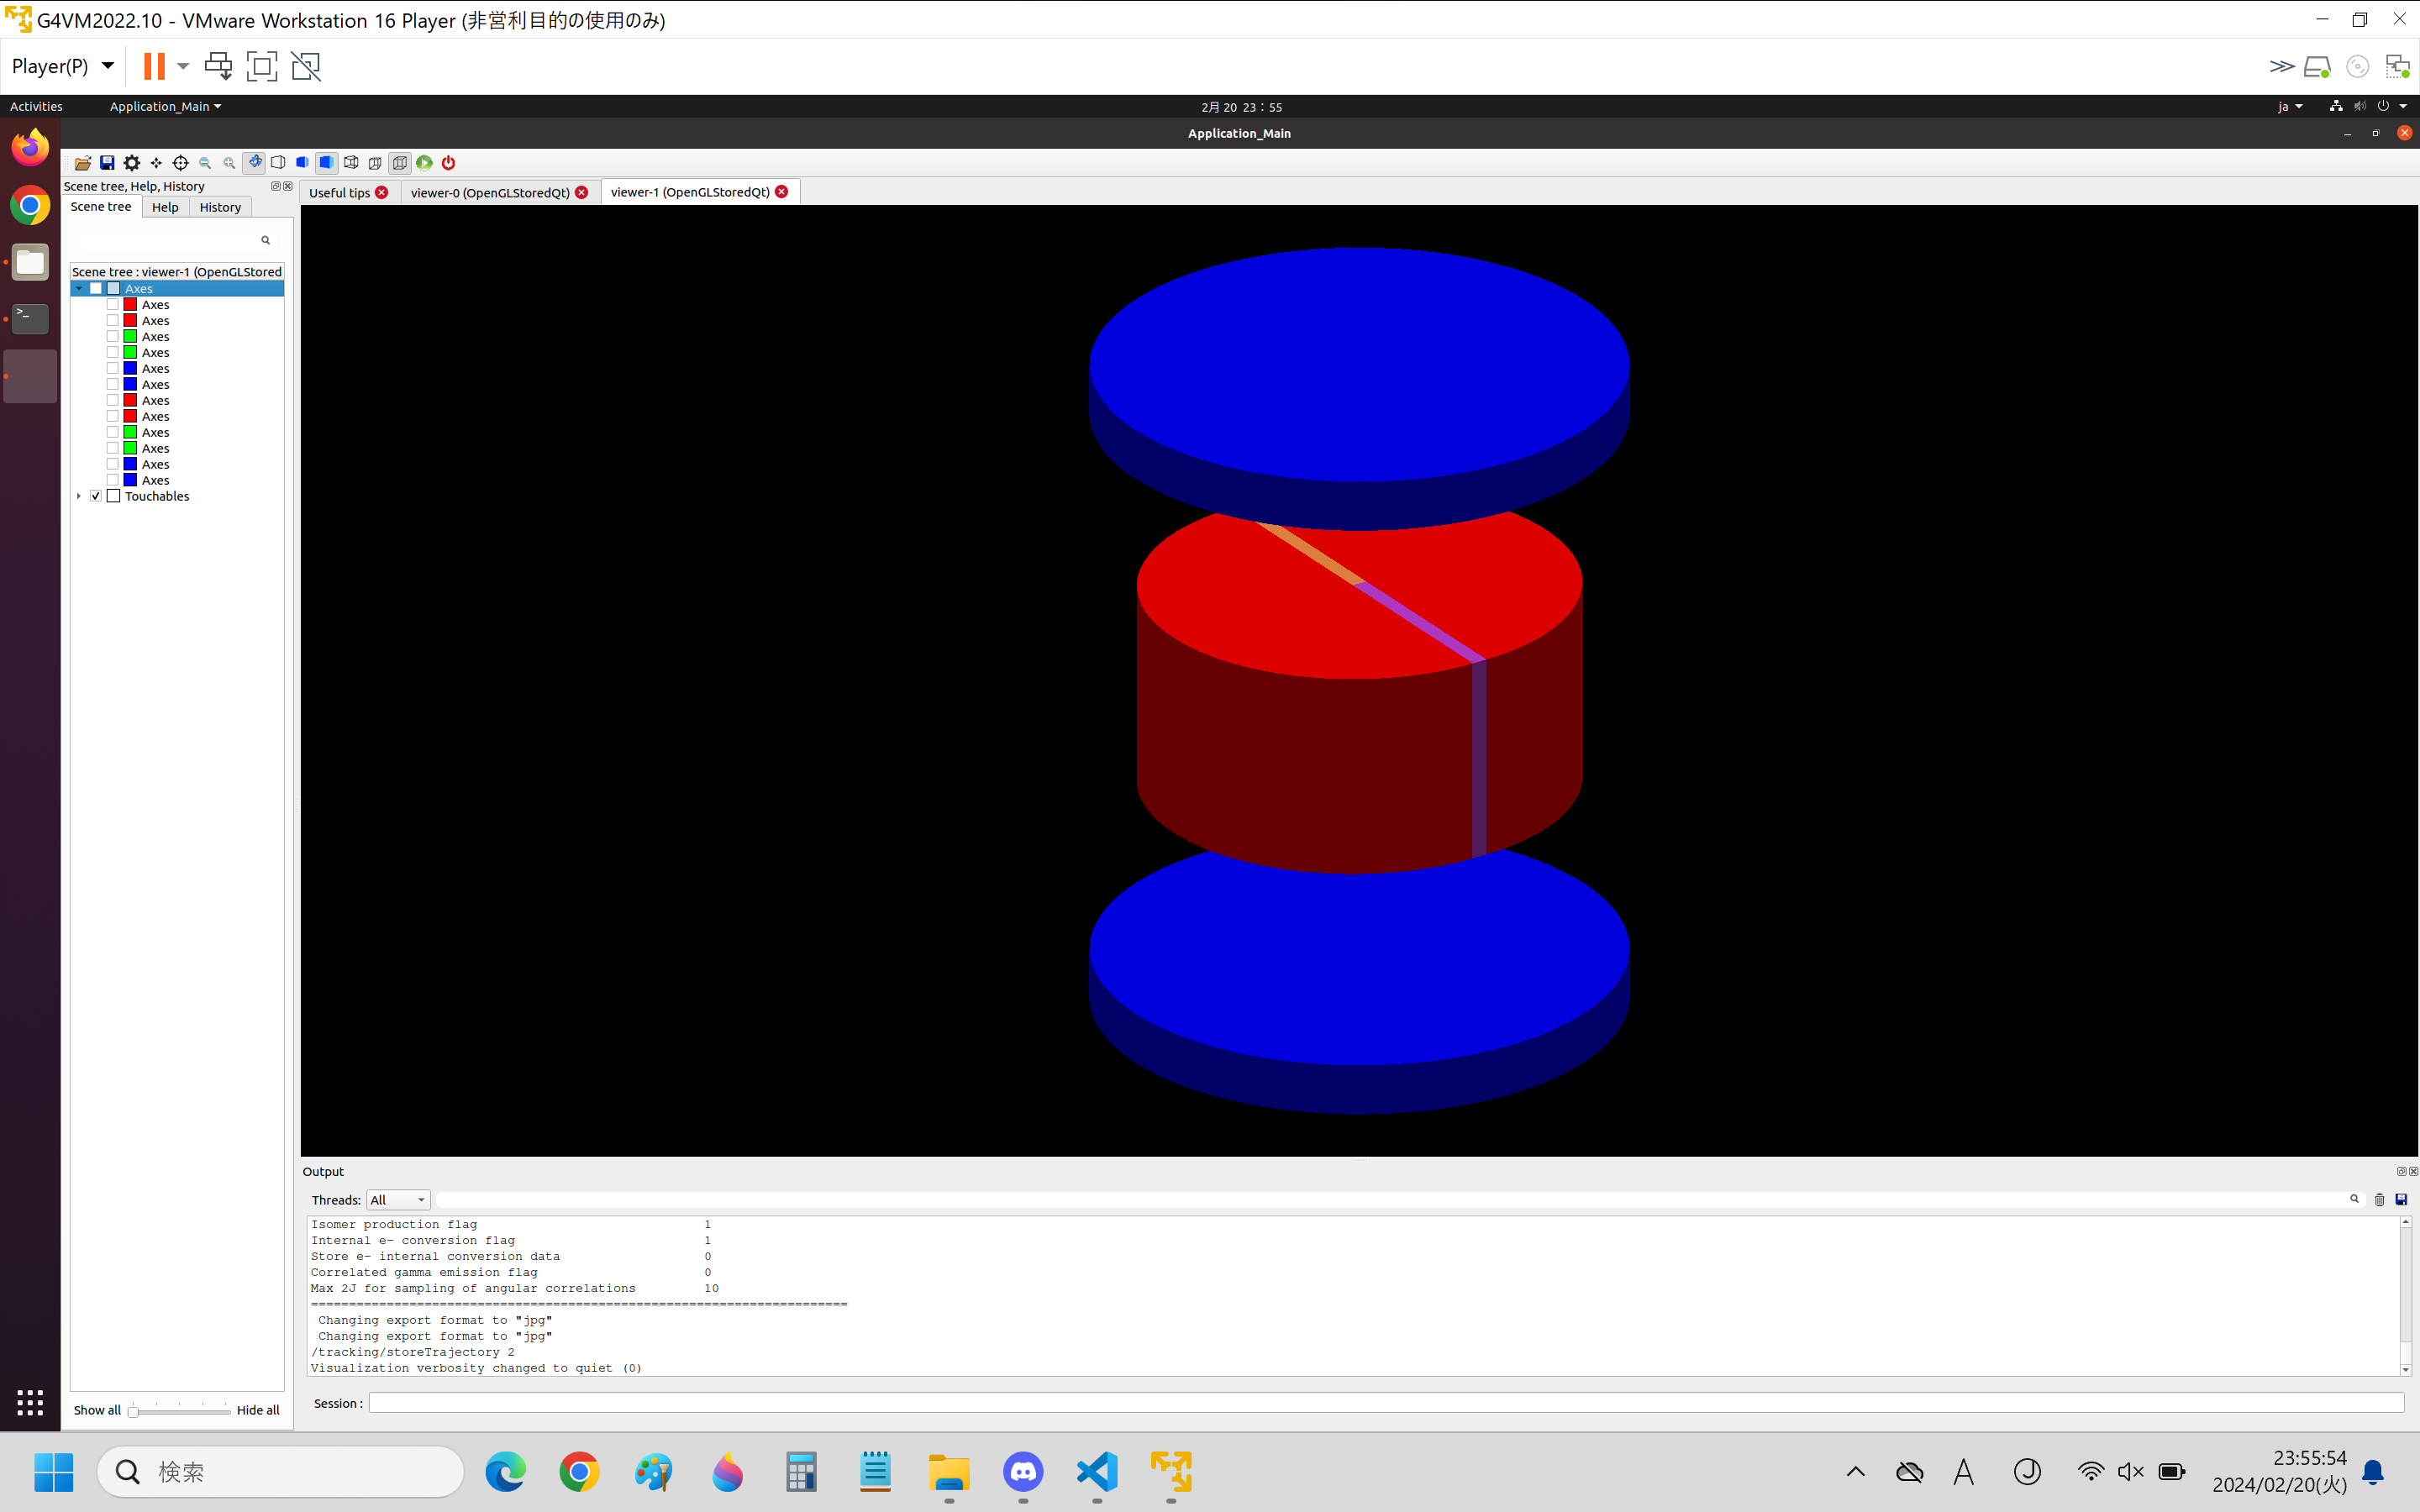 G4VM2022.10 - VMware Workstation 16 Player (非営利目的の使用のみ)
Player(P)
Activities
Application_Main
2月 20 23：55
ja
Application_Main
Scene tree, Help, History
Useful tips
viewer-0 (OpenGLStoredQt)
viewer-1 (OpenGLStoredQt)
Scene tree
Help
History
Scene tree : viewer-1 (OpenGLStored
Axes
Axes
Axes
Axes
Axes
Axes
Axes
Axes
Axes
Axes
Axes
Axes
Axes
Touchables
Show all
Hide all
Output
Threads:
All
Isomer production flag 1
Internal e- conversion flag 1
Store e- internal conversion data 0
Correlated gamma emission flag 0
Max 2J for sampling of angular correlations 10
=======================================================================
Changing export format to "jpg"
Changing export format to "jpg"
/tracking/storeTrajectory 2
Visualization verbosity changed to quiet (0)
Session :
検索
A
J
23:55:54
2024/02/20(火)